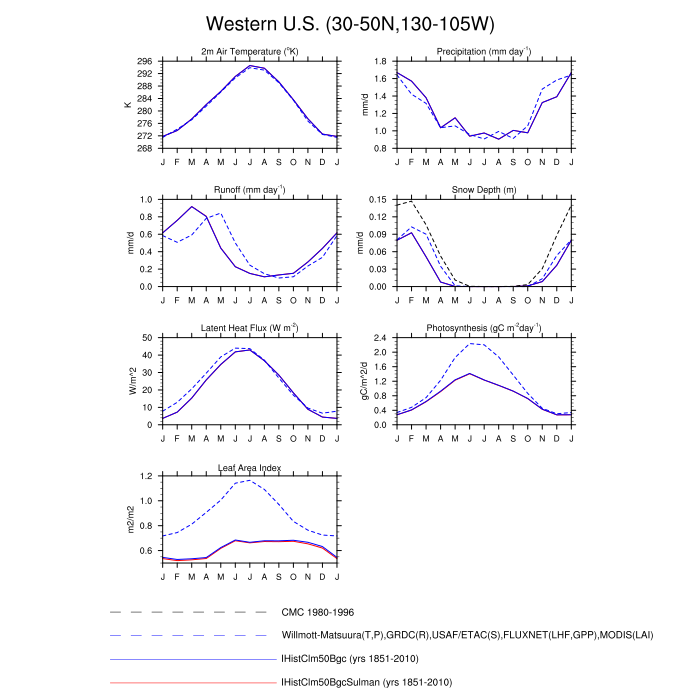 Western U.S. (30-50N,130-105W)
2m Air Temperature (°K)
Precipitation (mm day⁻¹)
296
292
288
284
280
276
272
268
K
J F M A M J J A S O N D J
1.8
1.6
1.4
1.2
1.0
0.8
mm/d
J F M A M J J A S O N D J
Runoff (mm day⁻¹)
Snow Depth (m)
1.0
0.8
0.6
0.4
0.2
0.0
mm/d
J F M A M J J A S O N D J
0.15
0.12
0.09
0.06
0.03
0.00
mm/d
J F M A M J J A S O N D J
Latent Heat Flux (W m⁻²)
Photosynthesis (gC m⁻²day⁻¹)
50
40
30
20
10
0
W/m^2
J F M A M J J A S O N D J
2.4
2.0
1.6
1.2
0.8
0.4
0.0
gC/m^2/d
J F M A M J J A S O N D J
Leaf Area Index
1.2
1.0
0.8
0.6
m2/m2
J F M A M J J A S O N D J
CMC 1980-1996
Willmott-Matsuura(T,P),GRDC(R),USAF/ETAC(S),FLUXNET(LHF,GPP),MODIS(LAI)
IHistClm50Bgc (yrs 1851-2010)
IHistClm50BgcSulman (yrs 1851-2010)